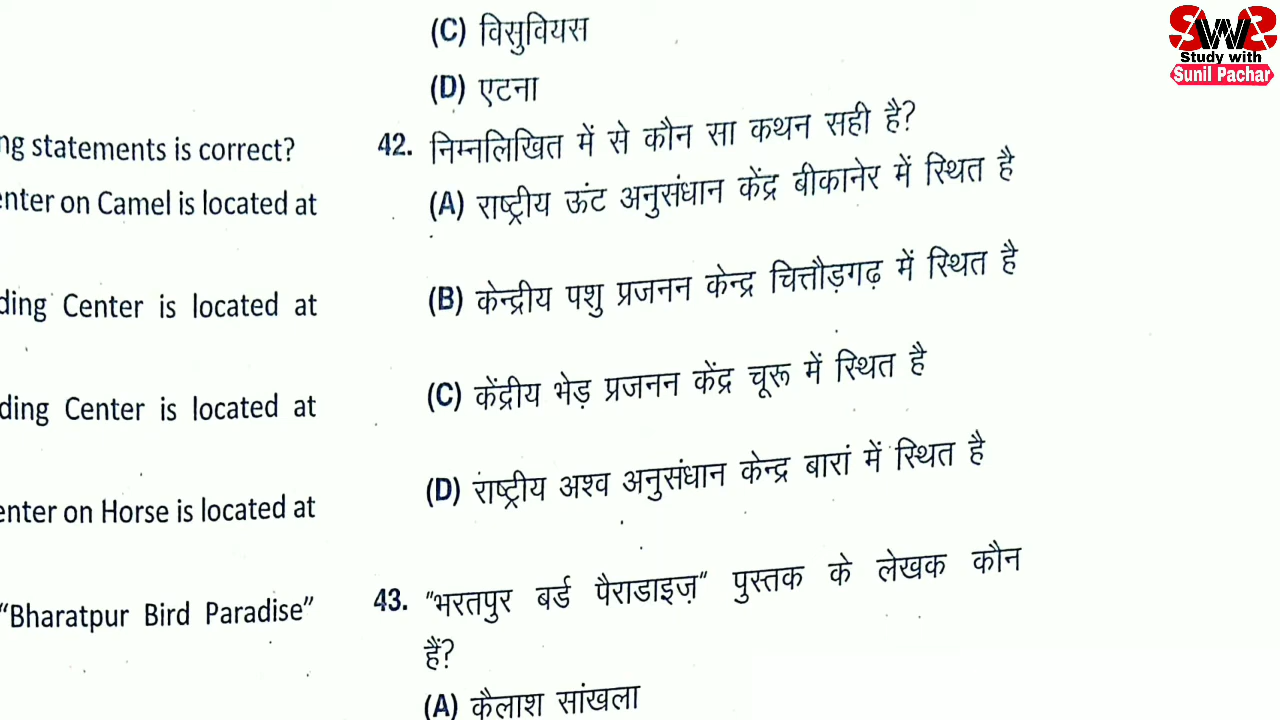 SWS
Study with
Sunil Pachar
(C) विसुवियस
(D) एटना
ng statements is correct?
enter on Camel is located at
ding Center is located at
ding Center is located at
enter on Horse is located at
"Bharatpur Bird Paradise"
42. निम्नलिखित में से कौन सा कथन सही है?
(A) राष्ट्रीय ऊंट अनुसंधान केंद्र बीकानेर में स्थित है
(B) केन्द्रीय पशु प्रजनन केन्द्र चित्तौड़गढ़ में स्थित है
(C) केंद्रीय भेड़ प्रजनन केंद्र चूरू में स्थित है
(D) राष्ट्रीय अश्व अनुसंधान केन्द्र बारां में स्थित है
43. "भरतपुर बर्ड पैराडाइज़" पुस्तक के लेखक कौन
हैं?
(A) कैलाश सांखला